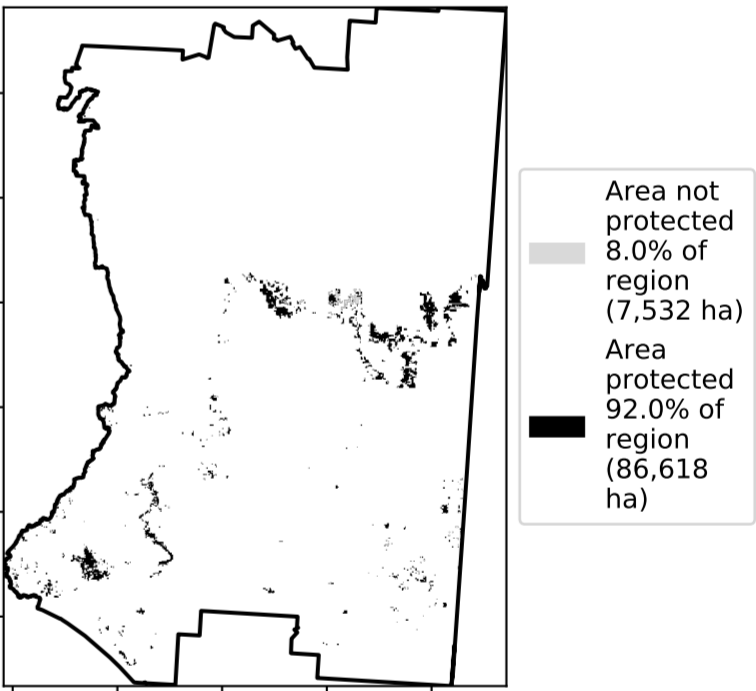 Area not
protected
8.0% of
region
(7,532 ha)
Area
protected
92.0% of
region
(86,618
ha)